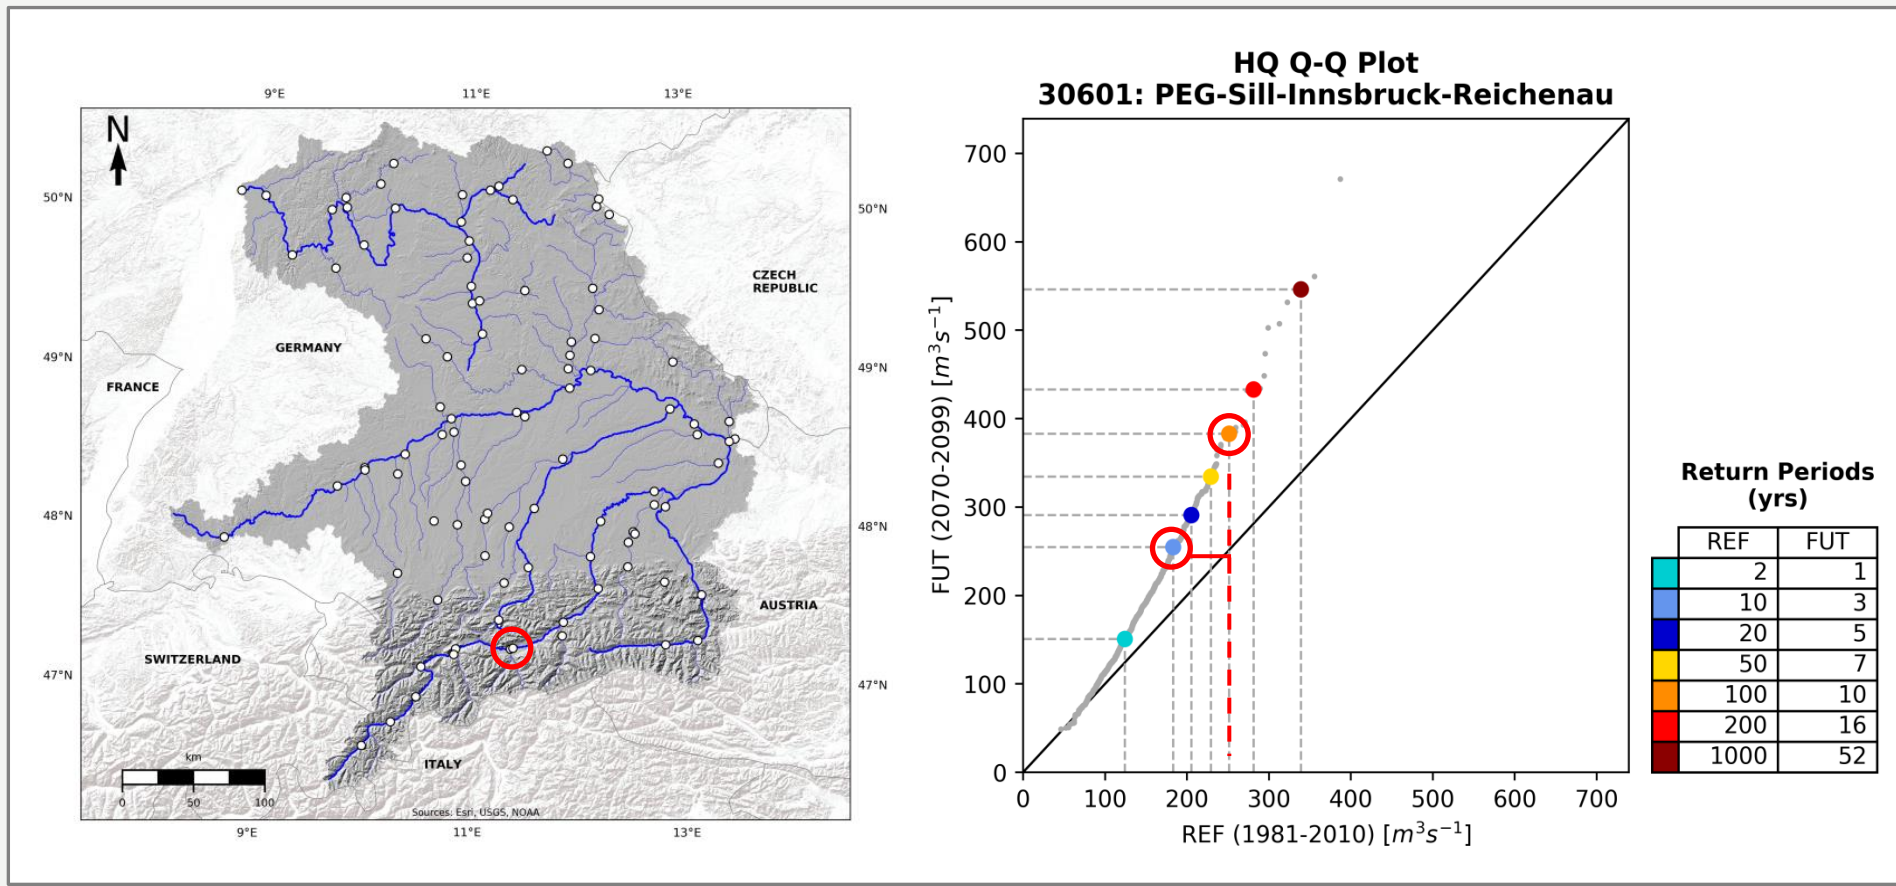 9°E 11°E 13°E
N
50°N 50°N
CZECH
REPUBLIC
GERMANY
49°N 49°N
FRANCE
48°N 48°N
AUSTRIA
SWITZERLAND
47°N 47°N
ITALY
km
0 50 100
Sources: Esri, USGS, NOAA
9°E 11°E 13°E
HQ Q-Q Plot
30601: PEG-Sill-Innsbruck-Reichenau
FUT (2070-2099) [m³s⁻¹]
700
600
500
400
300
200
100
0
0 100 200 300 400 500 600 700
REF (1981-2010) [m³s⁻¹]
Return Periods
(yrs)
REF FUT
2 1
10 3
20 5
50 7
100 10
200 16
1000 52